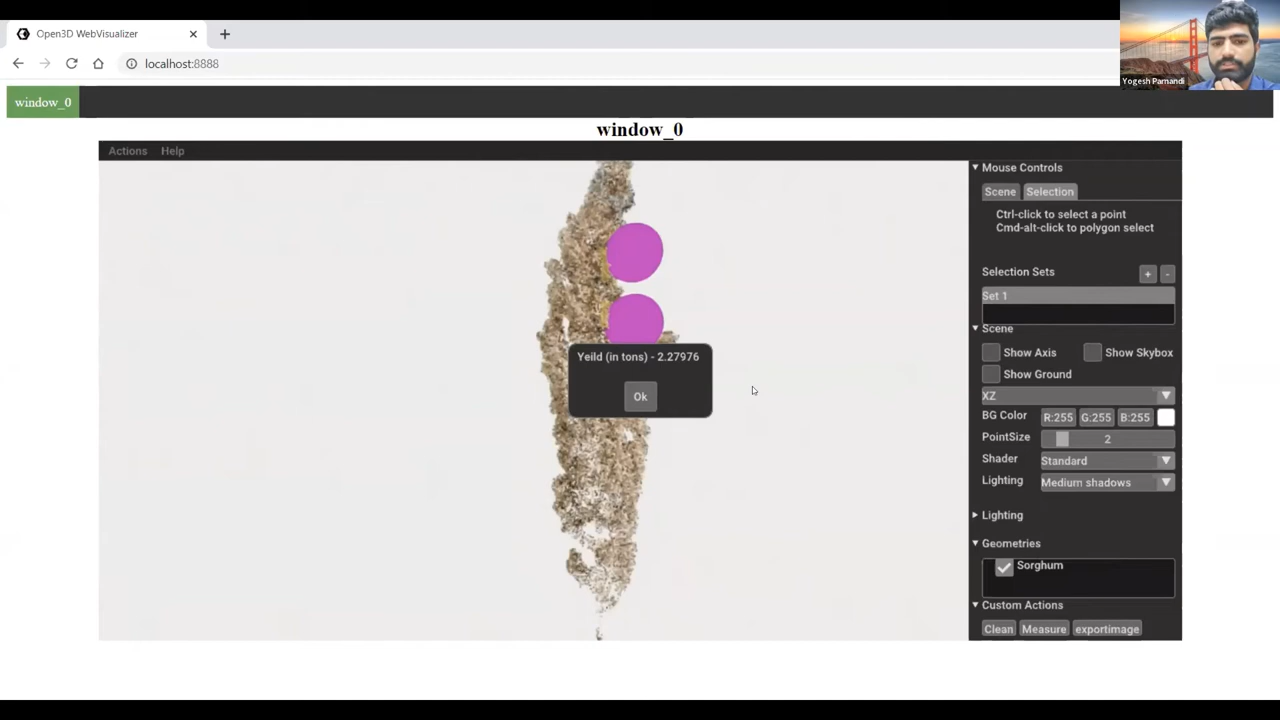 Open3D WebVisualizer
localhost:8888
Yogesh Parnandi
window_0
window_0
Actions Help
Mouse Controls
Scene Selection
Ctrl-click to select a point
Cmd-alt-click to polygon select
Selection Sets + -
Set 1
Scene
Show Axis Show Skybox
Show Ground
XZ
BG Color R:255 G:255 B:255
PointSize 2
Shader Standard
Lighting Medium shadows
Lighting
Geometries
Sorghum
Custom Actions
Clean Measure exportimage
Yeild (in tons) - 2.27976
Ok